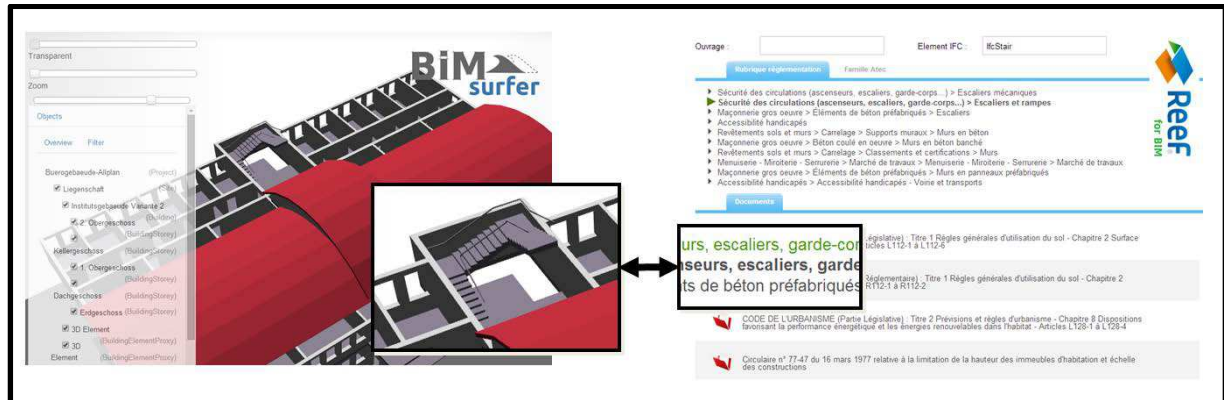 Transparent
Zoom
Objects
Overview Filter
Buerogebaeude-Allplan (Project)
Liegenschaft (Site)
Institutsgebaeude Variante 2
(Building)
2. Obergeschoss
(BuildingStorey)
Kellergeschoss
1. Obergeschoss
(BuildingStorey)
Dachgeschoss (BuildingStorey)
Erdgeschoss (BuildingStorey)
3D Element
(BuildingElementProxy)
3D
Element (BuildingElementProxy)
BiM
surfer
Ouvrage : Element IFC : IfcStair
Rubrique réglementation Famille Atec
Sécurité des circulations (ascenseurs, escaliers, garde-corps...) > Escaliers mécaniques
Sécurité des circulations (ascenseurs, escaliers, garde-corps...) > Escaliers et rampes
Maçonnerie gros oeuvre > Éléments de béton préfabriqués > Escaliers
Accessibilité handicapés
Revêtements sols et murs > Carrelage > Supports muraux > Murs en béton
Maçonnerie gros oeuvre > Béton coulé en oeuvre > Murs en béton banché
Revêtements sols et murs > Carrelage > Classements et certifications > Murs
Menuiserie - Miroiterie - Serrurerie > Marché de travaux > Menuiserie - Miroiterie - Serrurerie > Marché de travaux
Maçonnerie gros oeuvre > Éléments de béton préfabriqués > Murs en panneaux préfabriqués
Accessibilité handicapés > Accessibilité handicapés - Voirie et transports
Reef
for BIM
Documents
Législative) : Titre 1 Règles générales d'utilisation du sol - Chapitre 2 Surface
ticles L112-1 à L112-6
urs, escaliers, garde-cor
nseurs, escaliers, garde
ts de béton préfabriqués
Réglementaire) : Titre 1 Règles générales d'utilisation du sol - Chapitre 2
R112-1 à R112-2
CODE DE L'URBANISME (Partie Législative) : Titre 2 Prévisions et règles d'urbanisme - Chapitre 8 Dispositions
favorisant la performance énergétique et les énergies renouvelables dans l'habitat - Articles L128-1 à L128-4
Circulaire n° 77-47 du 16 mars 1977 relative à la limitation de la hauteur des immeubles d'habitation et échelle
des constructions